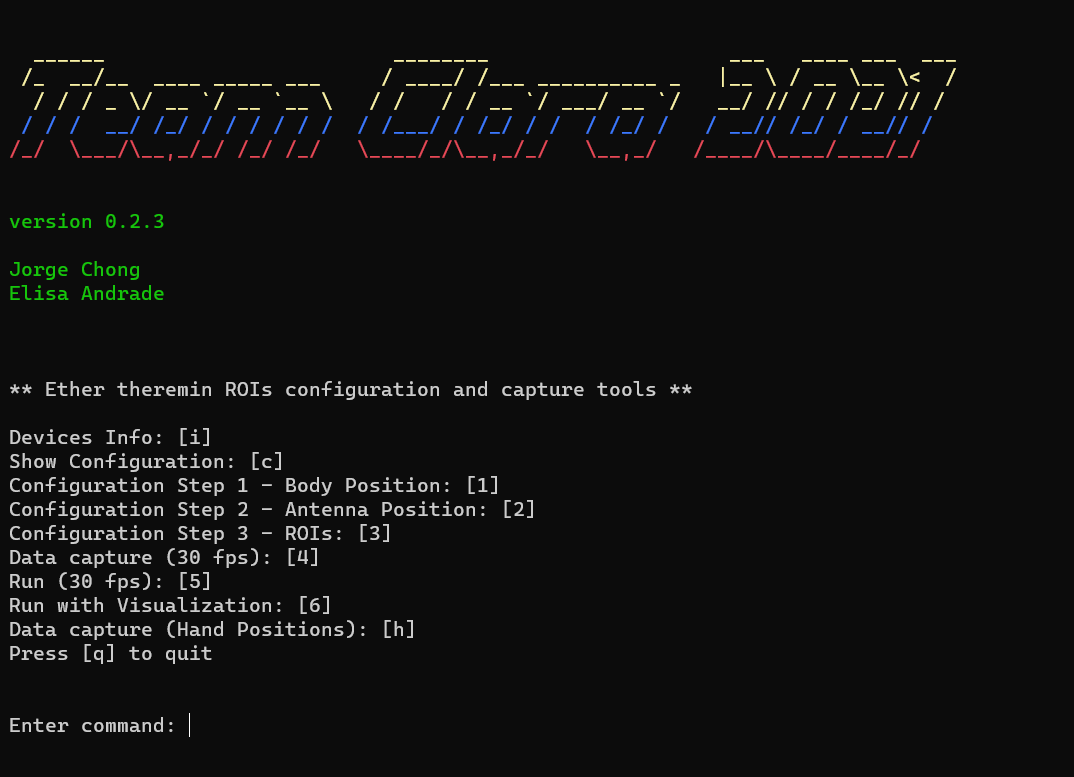 Team Clara 2021
version 0.2.3
Jorge Chong
Elisa Andrade
** Ether theremin ROIs configuration and capture tools **
Devices Info: [i]
Show Configuration: [c]
Configuration Step 1 - Body Position: [1]
Configuration Step 2 - Antenna Position: [2]
Configuration Step 3 - ROIs: [3]
Data capture (30 fps): [4]
Run (30 fps): [5]
Run with Visualization: [6]
Data capture (Hand Positions): [h]
Press [q] to quit
Enter command: